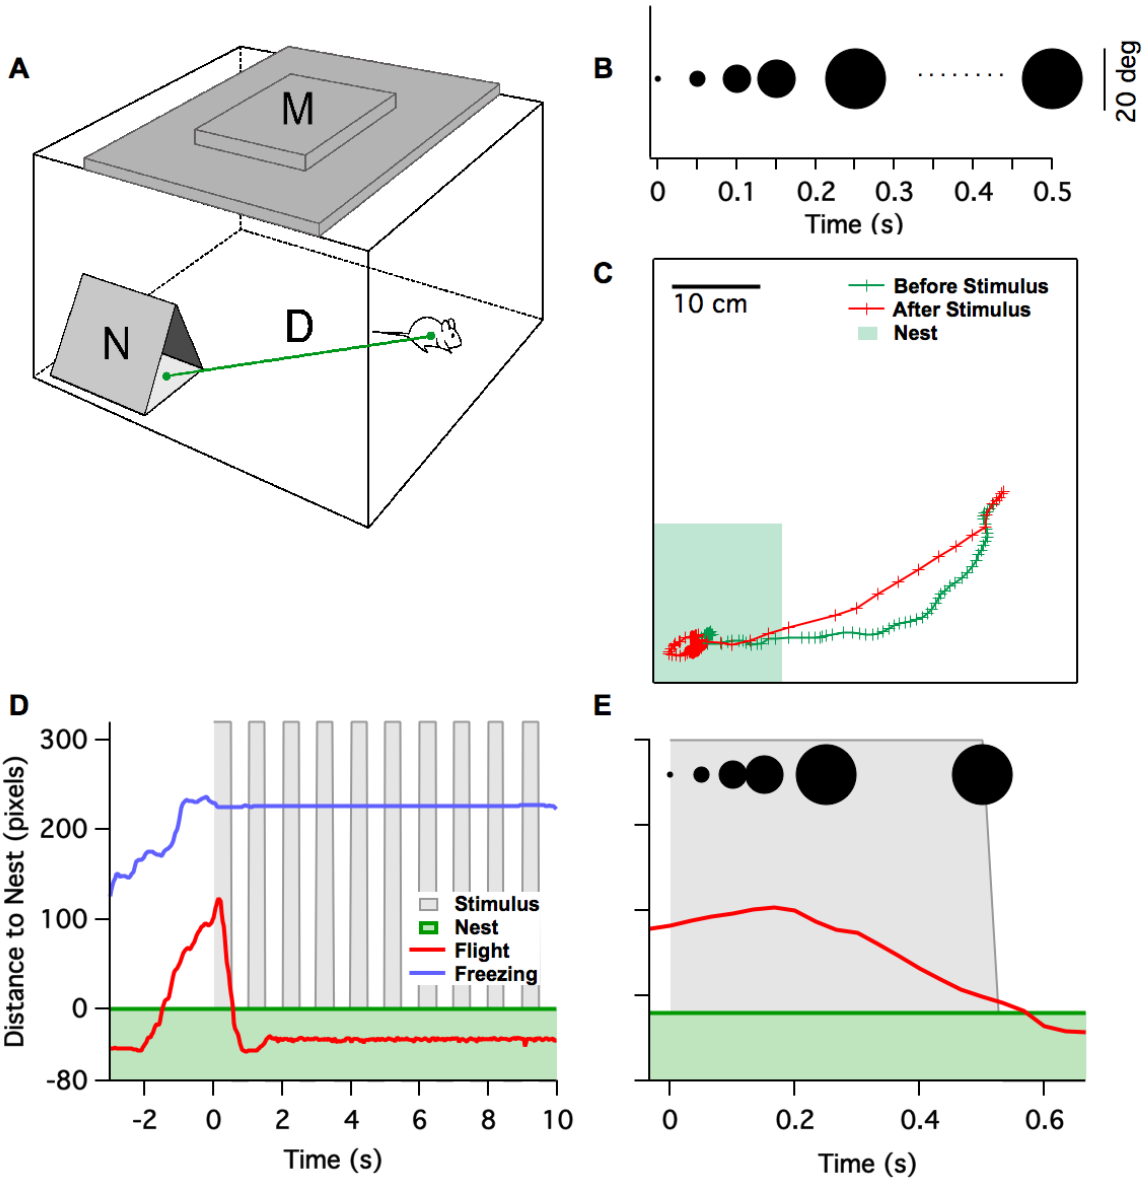 A
M
N
D
B
20 deg
0 0.1 0.2 0.3 0.4 0.5
Time (s)
C
10 cm
Before Stimulus
After Stimulus
Nest
D
Distance to Nest (pixels)
300
200
100
0
-80
Stimulus
Nest
Flight
Freezing
-2 0 2 4 6 8 10
Time (s)
E
0 0.2 0.4 0.6
Time (s)